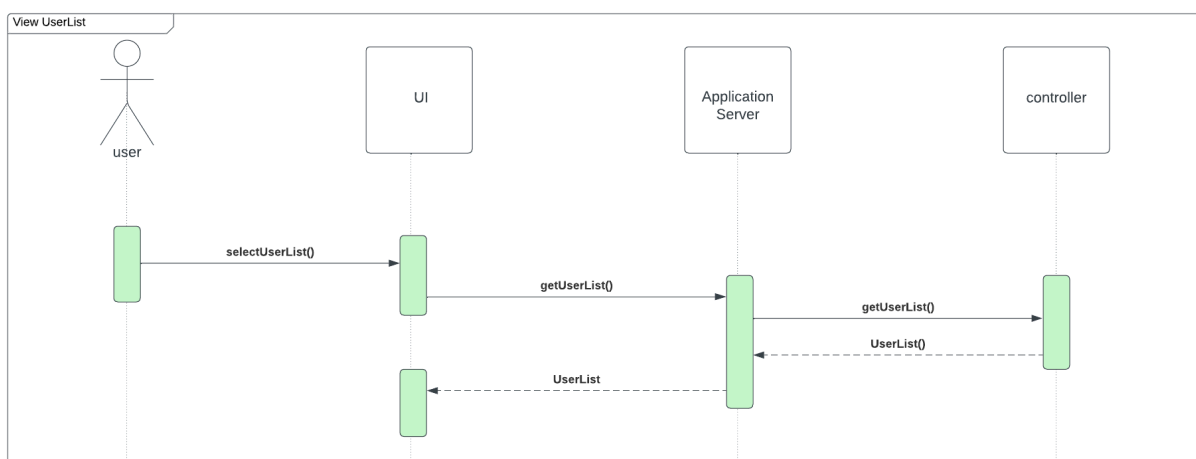 View UserList
user
UI
Application
Server
controller
selectUserList()
getUserList()
getUserList()
UserList()
UserList